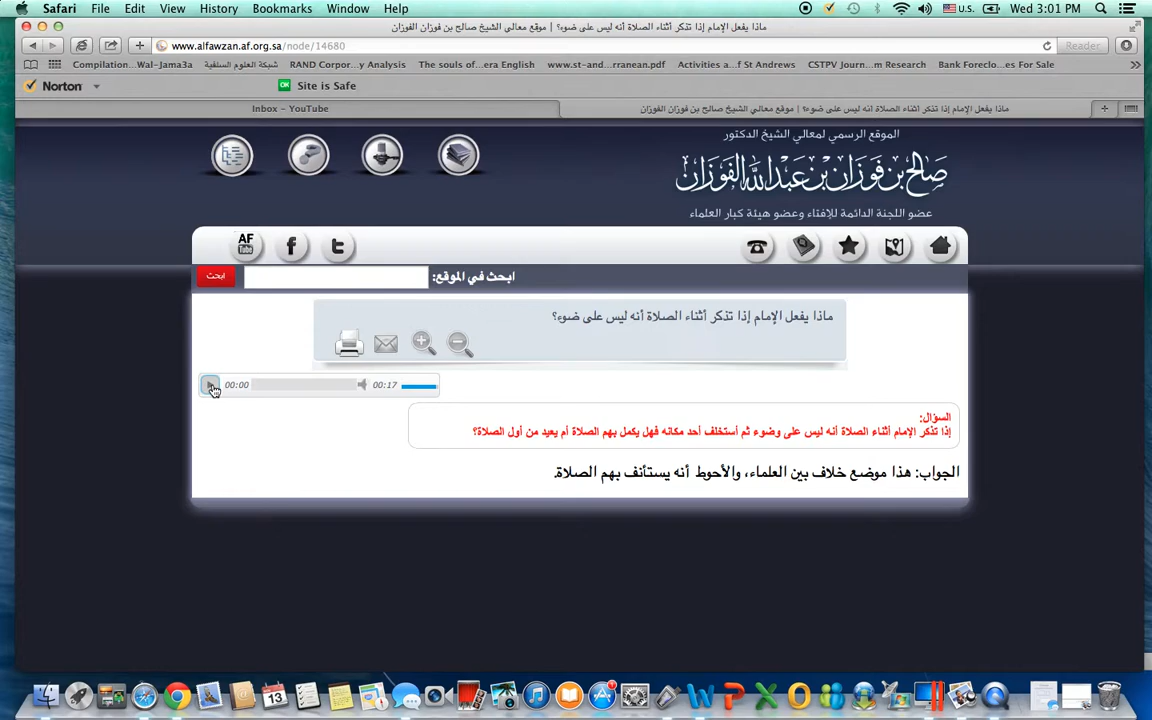 Safari File Edit View History Bookmarks Window Help U.S. Wed 3:01 PM
ماذا يفعل الإمام إذا تذكر أثناء الصلاة أنه ليس على ضوء؟ | موقع معالي الشيخ صالح بن فوزان الفوزان
www.alfawzan.af.org.sa/node/14680 Reader
Compilation...Wal-Jama3a شبكة العلوم السلفية RAND Corpor...y Analysis The souls of...era English www.st-and...rranean.pdf Activities a...f St Andrews CSTPV Journ...m Research Bank Foreclo...es For Sale
Norton OK Site is Safe
Inbox – YouTube
ماذا يفعل الإمام إذا تذكر أثناء الصلاة أنه ليس على ضوء؟ | موقع معالي الشيخ صالح بن فوزان الفوزان
الموقع الرسمي لمعالي الشيخ الدكتور
صالح بن فوزان بن عبدالله الفوزان
عضو اللجنة الدائمة للإفتاء وعضو هيئة كبار العلماء
AF Tube f t
ابحث في الموقع: ابحث
ماذا يفعل الإمام إذا تذكر أثناء الصلاة أنه ليس على ضوء؟
00:00 00:17
السؤال:
إذا تذكر الإمام أثناء الصلاة أنه ليس على وضوء ثم أستخلف أحد مكانه فهل يكمل بهم الصلاة أم يعيد من أول الصلاة؟
الجواب: هذا موضع خلاف بين العلماء، والأحوط أنه يستأنف بهم الصلاة.